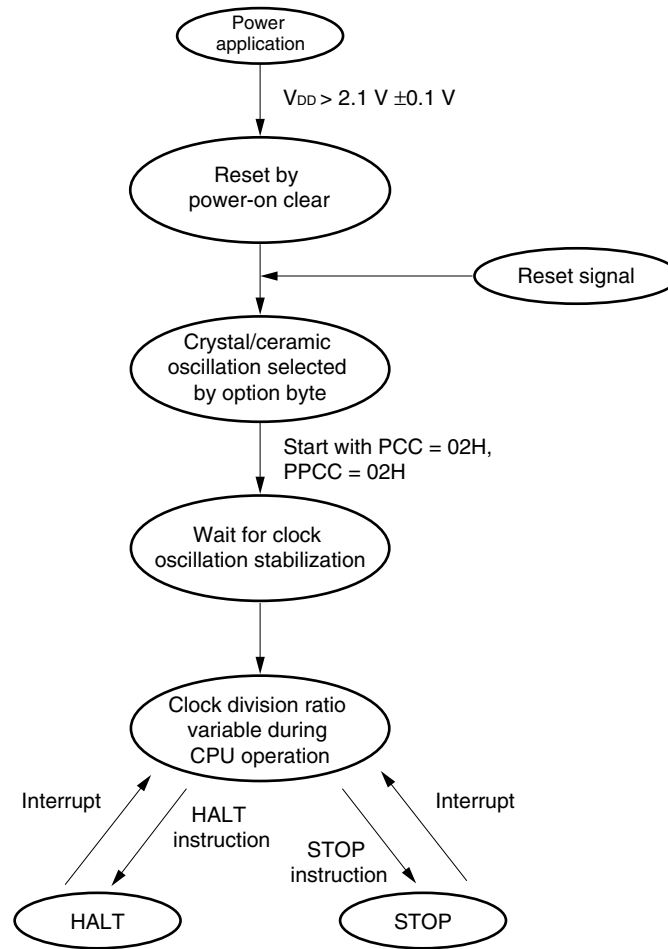 Power
application
VDD > 2.1 V ±0.1 V
Reset by
power-on clear
Reset signal
Crystal/ceramic
oscillation selected
by option byte
Start with PCC = 02H,
PPCC = 02H
Wait for clock
oscillation stabilization
Clock division ratio
variable during
CPU operation
Interrupt
HALT
instruction
STOP
instruction
Interrupt
HALT
STOP